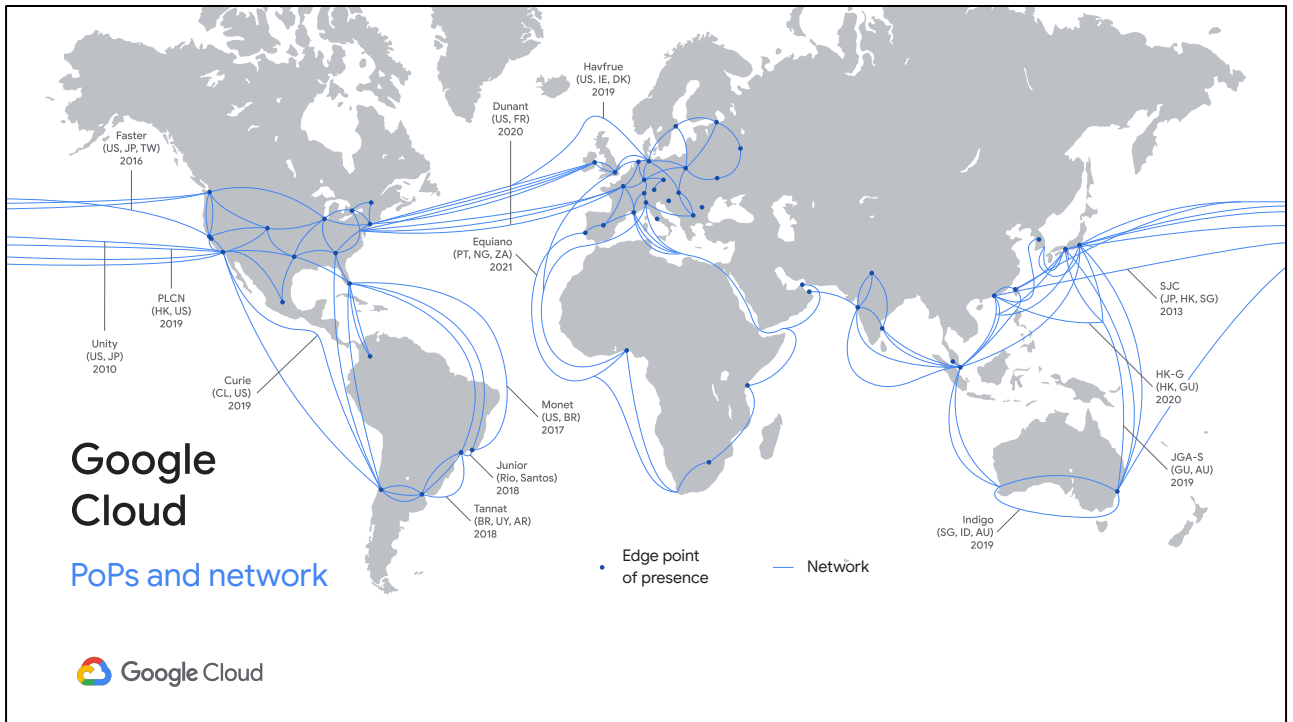 Havfrue
(US, IE, DK)
2019
Dunant
(US, FR)
2020
Faster
(US, JP, TW)
2016
Equiano
(PT, NG, ZA)
2021
PLCN
(HK, US)
2019
Unity
(US, JP)
2010
SJC
(JP, HK, SG)
2013
Curie
(CL, US)
2019
HK-G
(HK, GU)
2020
Monet
(US, BR)
2017
JGA-S
(GU, AU)
2019
Junior
(Rio, Santos)
2018
Tannat
(BR, UY, AR)
2018
Indigo
(SG, ID, AU)
2019
Google
Cloud
PoPs and network
Edge point
of presence
Network
Google Cloud